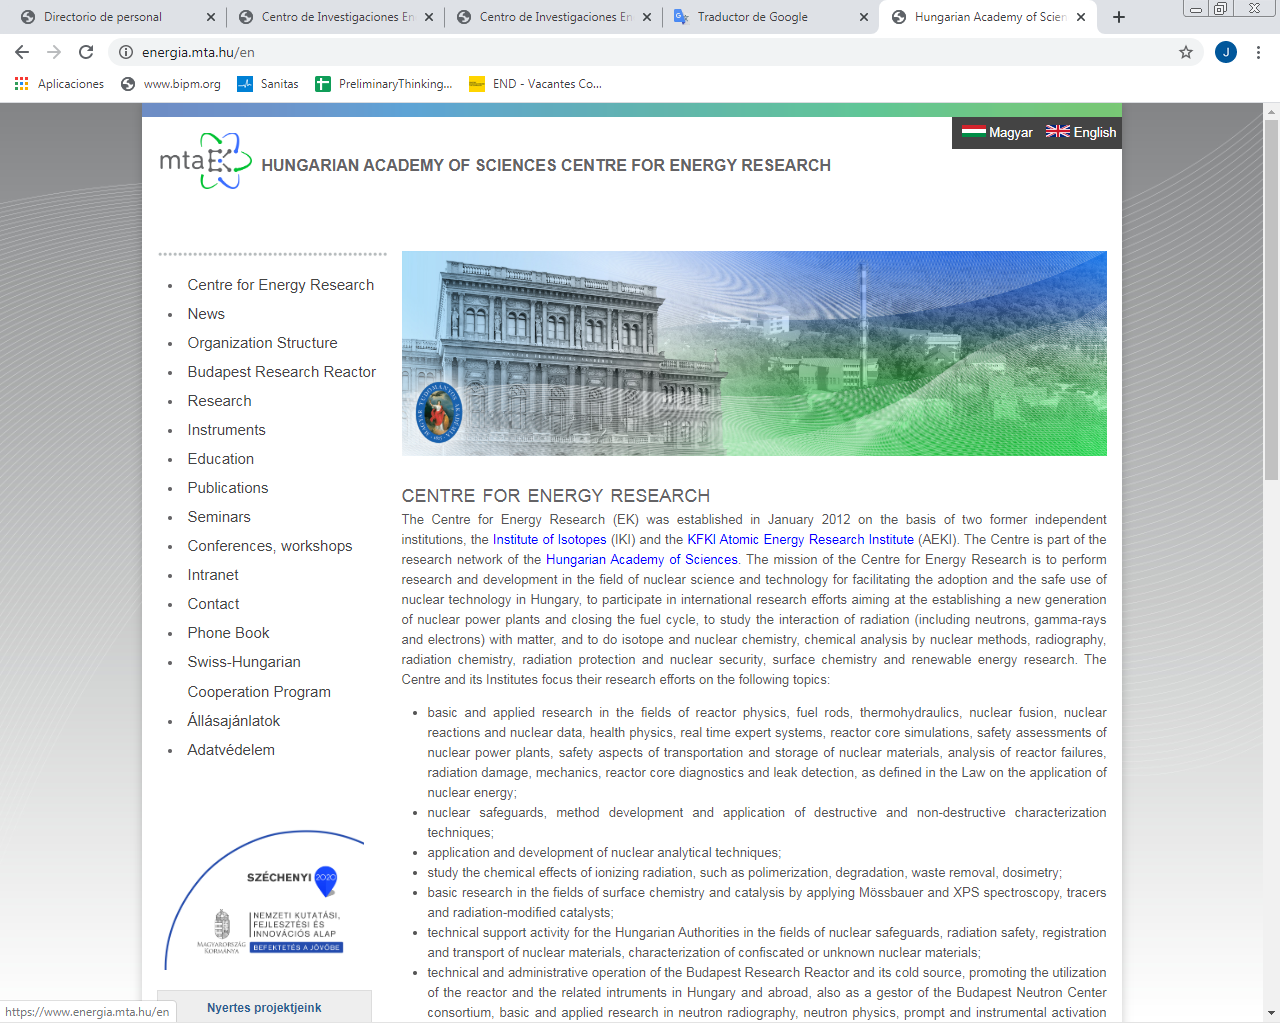 Directorio de personal
Centro de Investigaciones En
Centro de Investigaciones En
Traductor de Google
Hungarian Academy of Scien
energia.mta.hu/en
J
Aplicaciones
www.bipm.org
Sanitas
PreliminaryThinking...
END - Vacantes Co...
Magyar
English
mta EK
HUNGARIAN ACADEMY OF SCIENCES CENTRE FOR ENERGY RESEARCH
Centre for Energy Research
News
Organization Structure
Budapest Research Reactor
Research
Instruments
Education
Publications
Seminars
Conferences, workshops
Intranet
Contact
Phone Book
Swiss-Hungarian
Cooperation Program
Állásajánlatok
Adatvédelem
SZÉCHENYI 2020
MAGYARORSZÁG
KORMÁNYA
NEMZETI KUTATÁSI,
FEJLESZTÉSI ÉS
INNOVÁCIÓS ALAP
BEFEKTETÉS A JÖVŐBE
Nyertes projektjeink
CENTRE FOR ENERGY RESEARCH
The Centre for Energy Research (EK) was established in January 2012 on the basis of two former independent
institutions, the Institute of Isotopes (IKI) and the KFKI Atomic Energy Research Institute (AEKI). The Centre is part of the
research network of the Hungarian Academy of Sciences. The mission of the Centre for Energy Research is to perform
research and development in the field of nuclear science and technology for facilitating the adoption and the safe use of
nuclear technology in Hungary, to participate in international research efforts aiming at the establishing a new generation
of nuclear power plants and closing the fuel cycle, to study the interaction of radiation (including neutrons, gamma-rays
and electrons) with matter, and to do isotope and nuclear chemistry, chemical analysis by nuclear methods, radiography,
radiation chemistry, radiation protection and nuclear security, surface chemistry and renewable energy research. The
Centre and its Institutes focus their research efforts on the following topics:
basic and applied research in the fields of reactor physics, fuel rods, thermohydraulics, nuclear fusion, nuclear
reactions and nuclear data, health physics, real time expert systems, reactor core simulations, safety assessments of
nuclear power plants, safety aspects of transportation and storage of nuclear materials, analysis of reactor failures,
radiation damage, mechanics, reactor core diagnostics and leak detection, as defined in the Law on the application of
nuclear energy;
nuclear safeguards, method development and application of destructive and non-destructive characterization
techniques;
application and development of nuclear analytical techniques;
study the chemical effects of ionizing radiation, such as polimerization, degradation, waste removal, dosimetry;
basic research in the fields of surface chemistry and catalysis by applying Mössbauer and XPS spectroscopy, tracers
and radiation-modified catalysts;
technical support activity for the Hungarian Authorities in the fields of nuclear safeguards, radiation safety, registration
and transport of nuclear materials, characterization of confiscated or unknown nuclear materials;
technical and administrative operation of the Budapest Research Reactor and its cold source, promoting the utilization
of the reactor and the related intruments in Hungary and abroad, also as a gestor of the Budapest Neutron Center
consortium, basic and applied research in neutron radiography, neutron physics, prompt and instrumental activation
https://www.energia.mta.hu/en